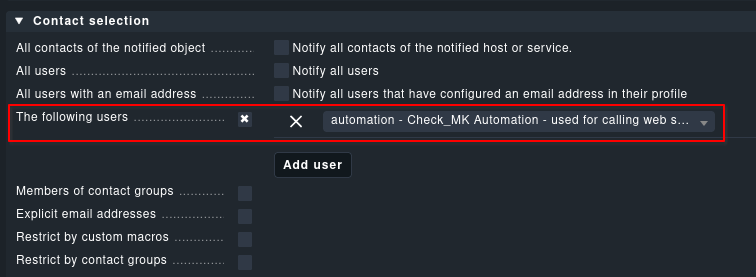 Contact selection
All contacts of the notified object ........... Notify all contacts of the notified host or service.
All users ............................................. Notify all users
All users with an email address ............. Notify all users that have configured an email address in their profile
The following users ...................... automation - Check_MK Automation - used for calling web s...
Add user
Members of contact groups ...........
Explicit email addresses ...............
Restrict by custom macros ............
Restrict by contact groups ............